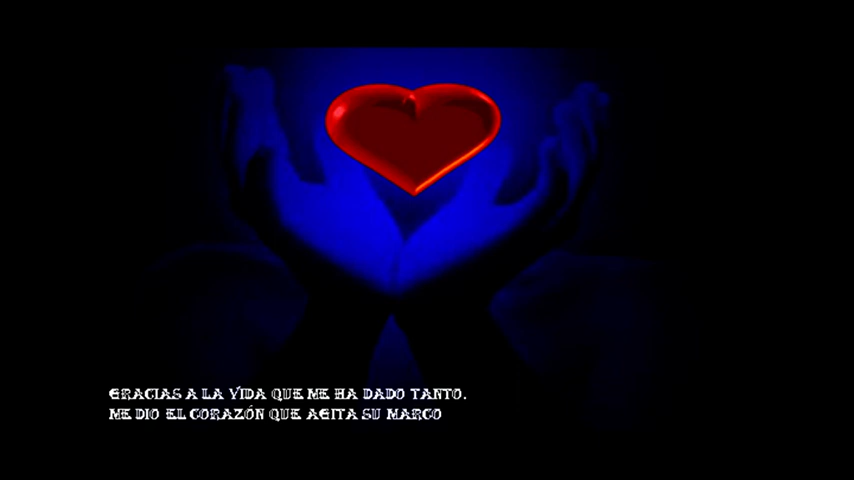 GRACIAS A LA VIDA QUE ME HA DADO TANTO.
ME DIO EL CORAZÓN QUE AGITA SU MARCO